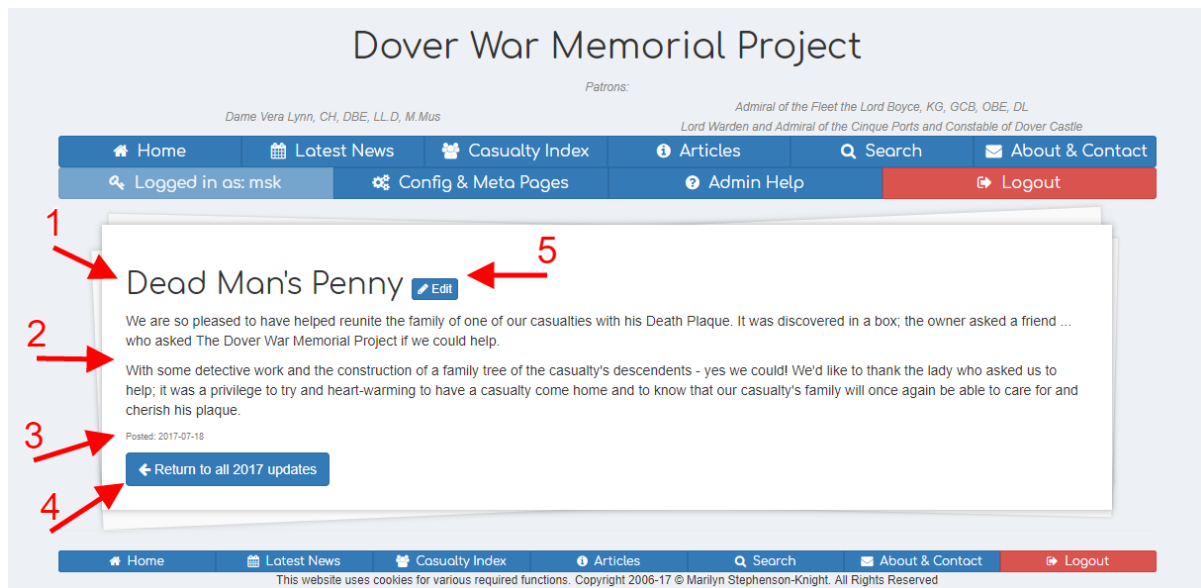 Dover War Memorial Project
Patrons:
Dame Vera Lynn, CH, DBE, LL.D, M.Mus
Admiral of the Fleet the Lord Boyce, KG, GCB, OBE, DL
Lord Warden and Admiral of the Cinque Ports and Constable of Dover Castle
Home Latest News Casualty Index Articles Search About & Contact
Logged in as: msk Config & Meta Pages Admin Help Logout
1
5
Dead Man's Penny Edit
We are so pleased to have helped reunite the family of one of our casualties with his Death Plaque. It was discovered in a box; the owner asked a friend ...
who asked The Dover War Memorial Project if we could help.
2
With some detective work and the construction of a family tree of the casualty's descendents - yes we could! We'd like to thank the lady who asked us to
help; it was a privilege to try and heart-warming to have a casualty come home and to know that our casualty's family will once again be able to care for and
cherish his plaque.
3
Posted: 2017-07-18
Return to all 2017 updates
4
Home Latest News Casualty Index Articles Search About & Contact Logout
This website uses cookies for various required functions. Copyright 2006-17 © Marilyn Stephenson-Knight. All Rights Reserved